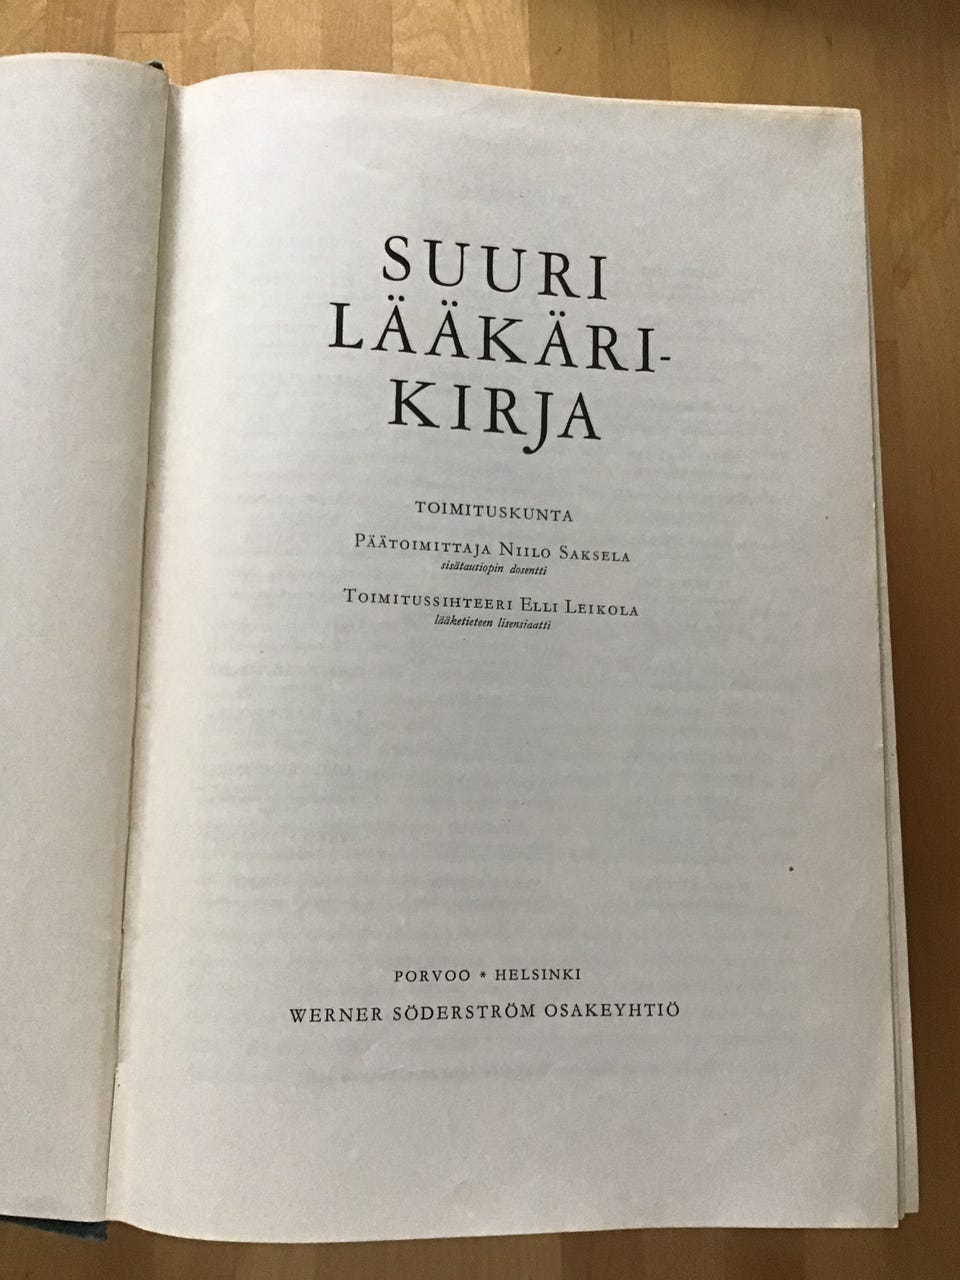 SUURI
LÄÄKÄRI-
KIRJA
TOIMITUSKUNTA
PÄÄTOIMITTAJA NIILO SAKSELA
sisätautiopin dosentti
TOIMITUSSIHTEERI ELLI LEIKOLA
lääketieteen lisensiaatti
PORVOO * HELSINKI
WERNER SÖDERSTRÖM OSAKEYHTIÖ